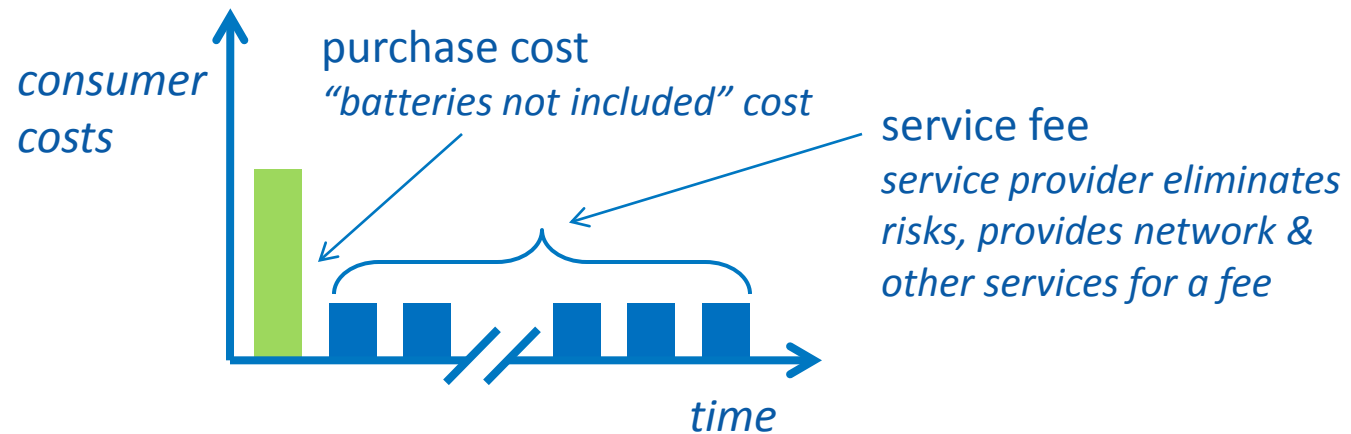 consumer
costs
purchase cost
“batteries not included” cost
service fee
service provider eliminates
risks, provides network &
other services for a fee
time